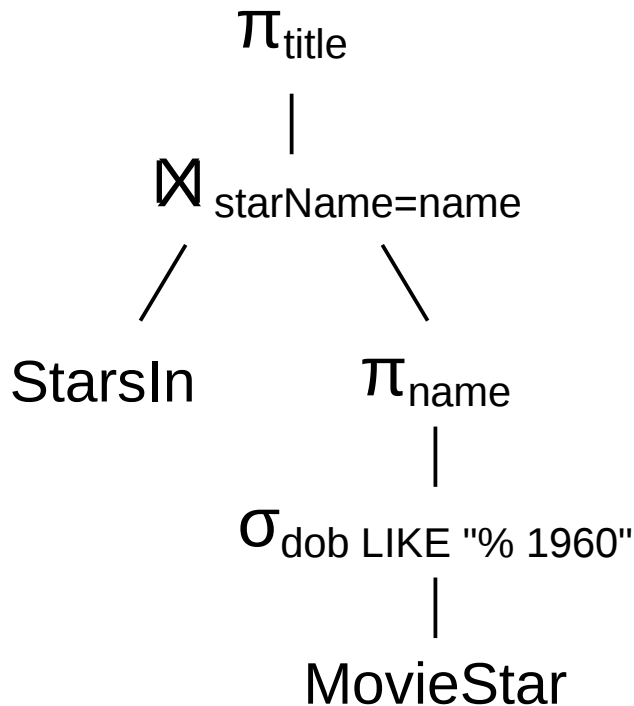 πtitle
⋈ starName=name
StarsIn
πname
σdob LIKE "% 1960"
MovieStar